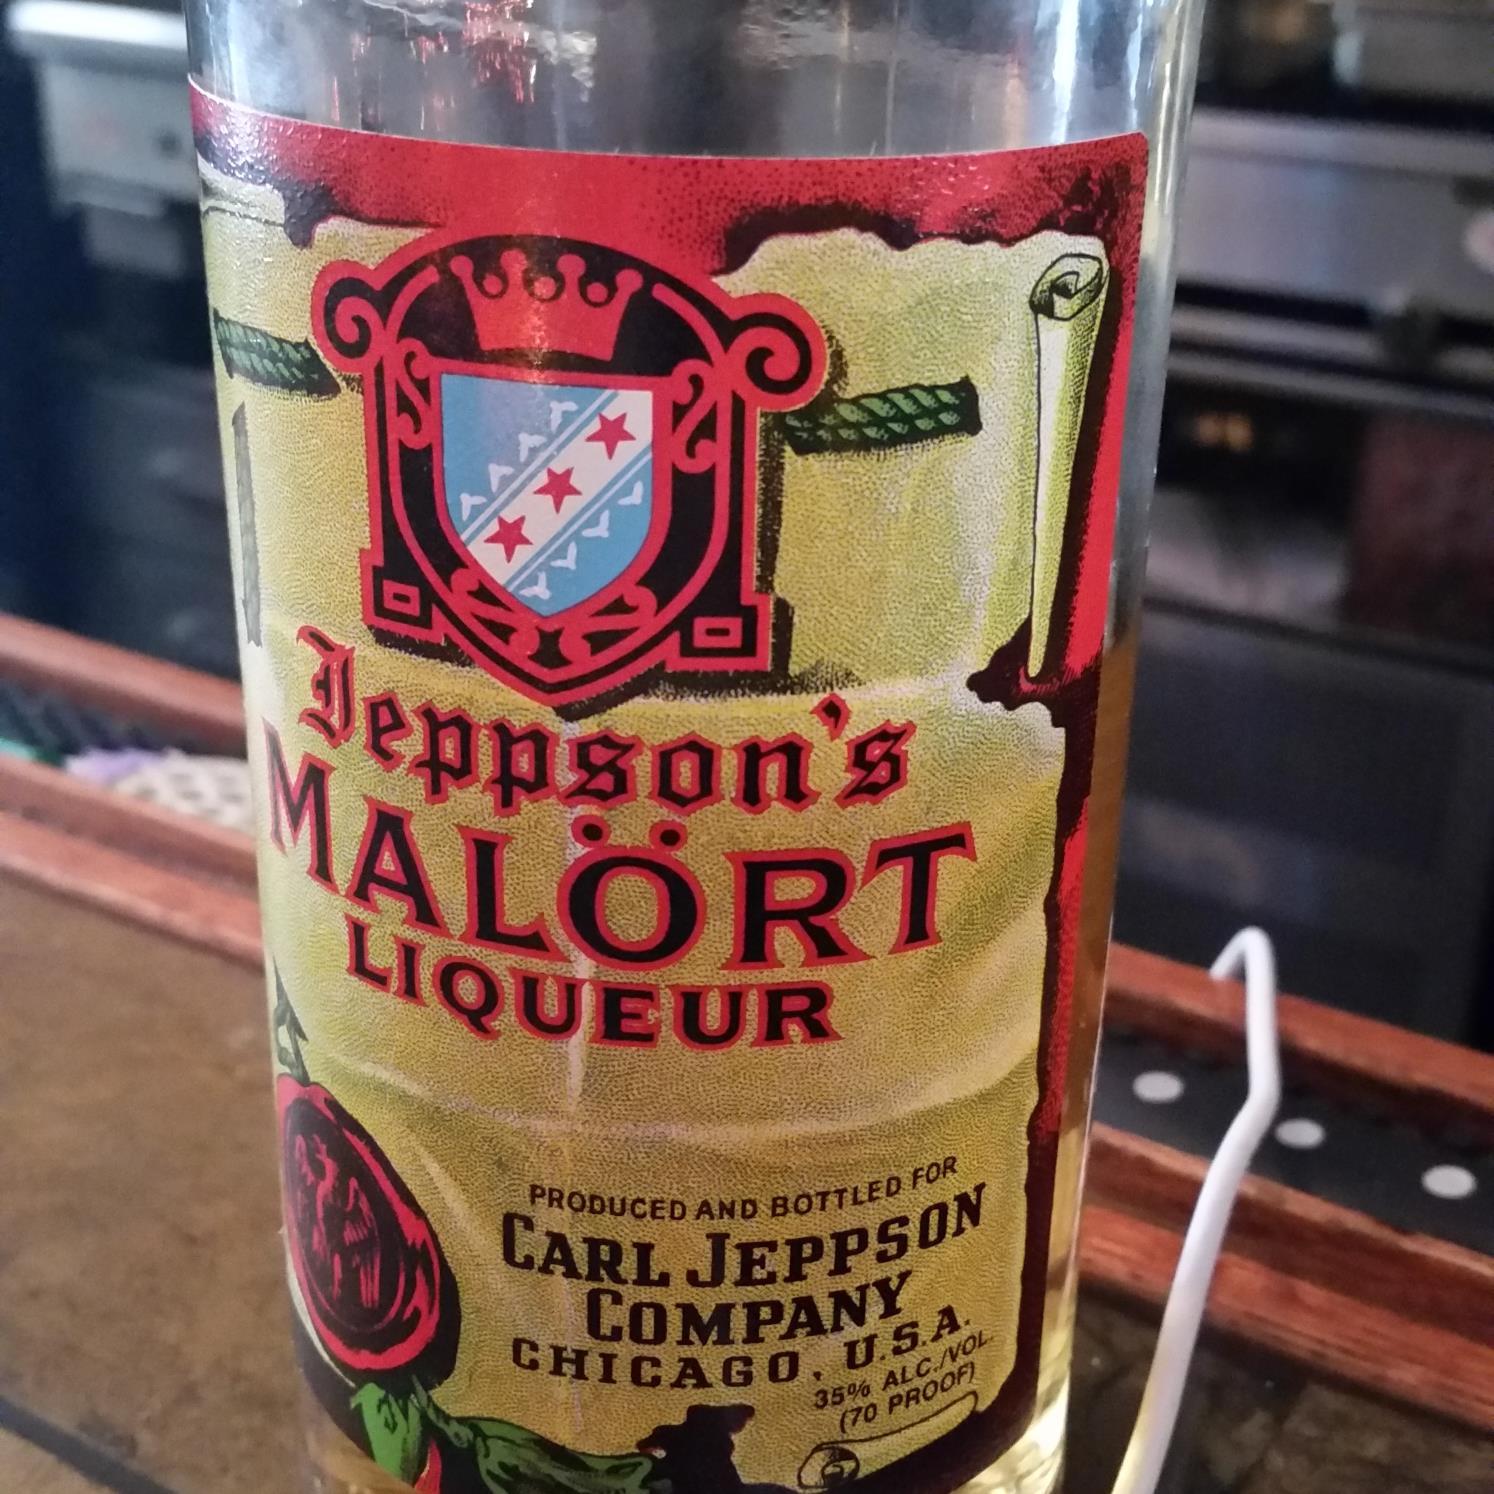 Jeppson's
MALÖRT
LIQUEUR
PRODUCED AND BOTTLED FOR
CARL JEPPSON
COMPANY
CHICAGO, U.S.A.
35% ALC./VOL.
(70 PROOF)